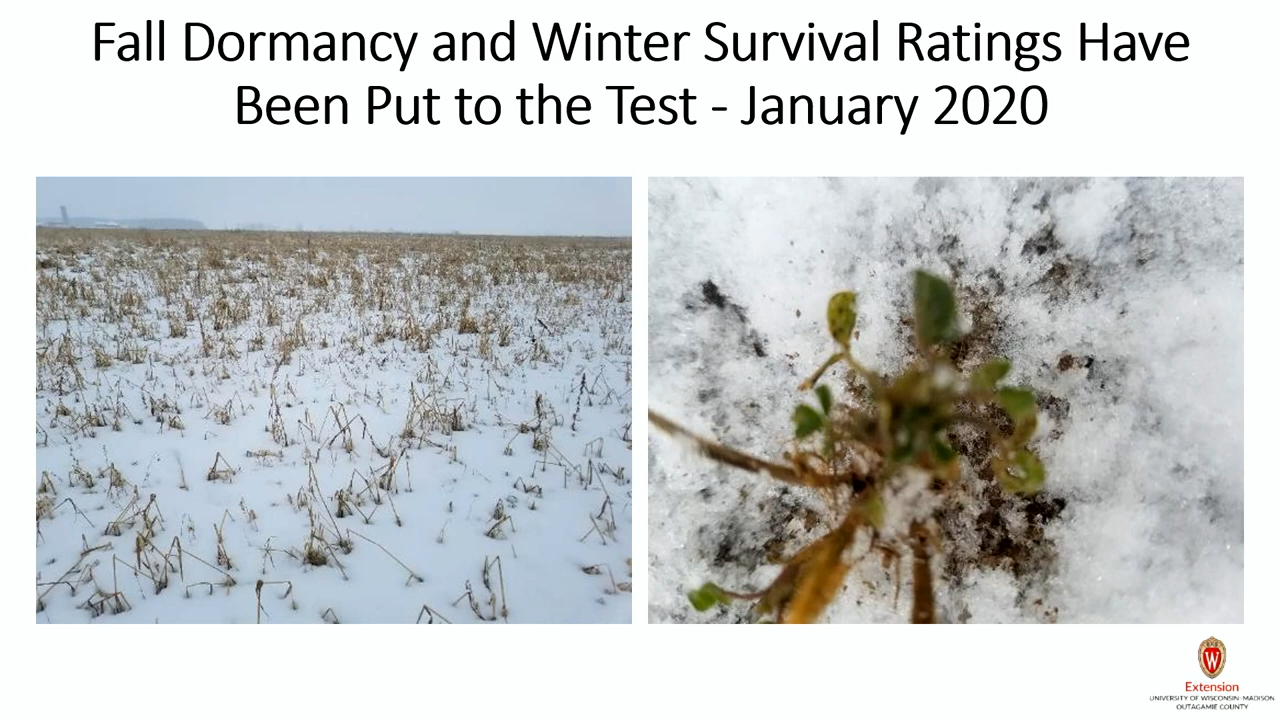 Fall Dormancy and Winter Survival Ratings Have
Been Put to the Test - January 2020
W
Extension
UNIVERSITY OF WISCONSIN-MADISON
OUTAGAMIE COUNTY